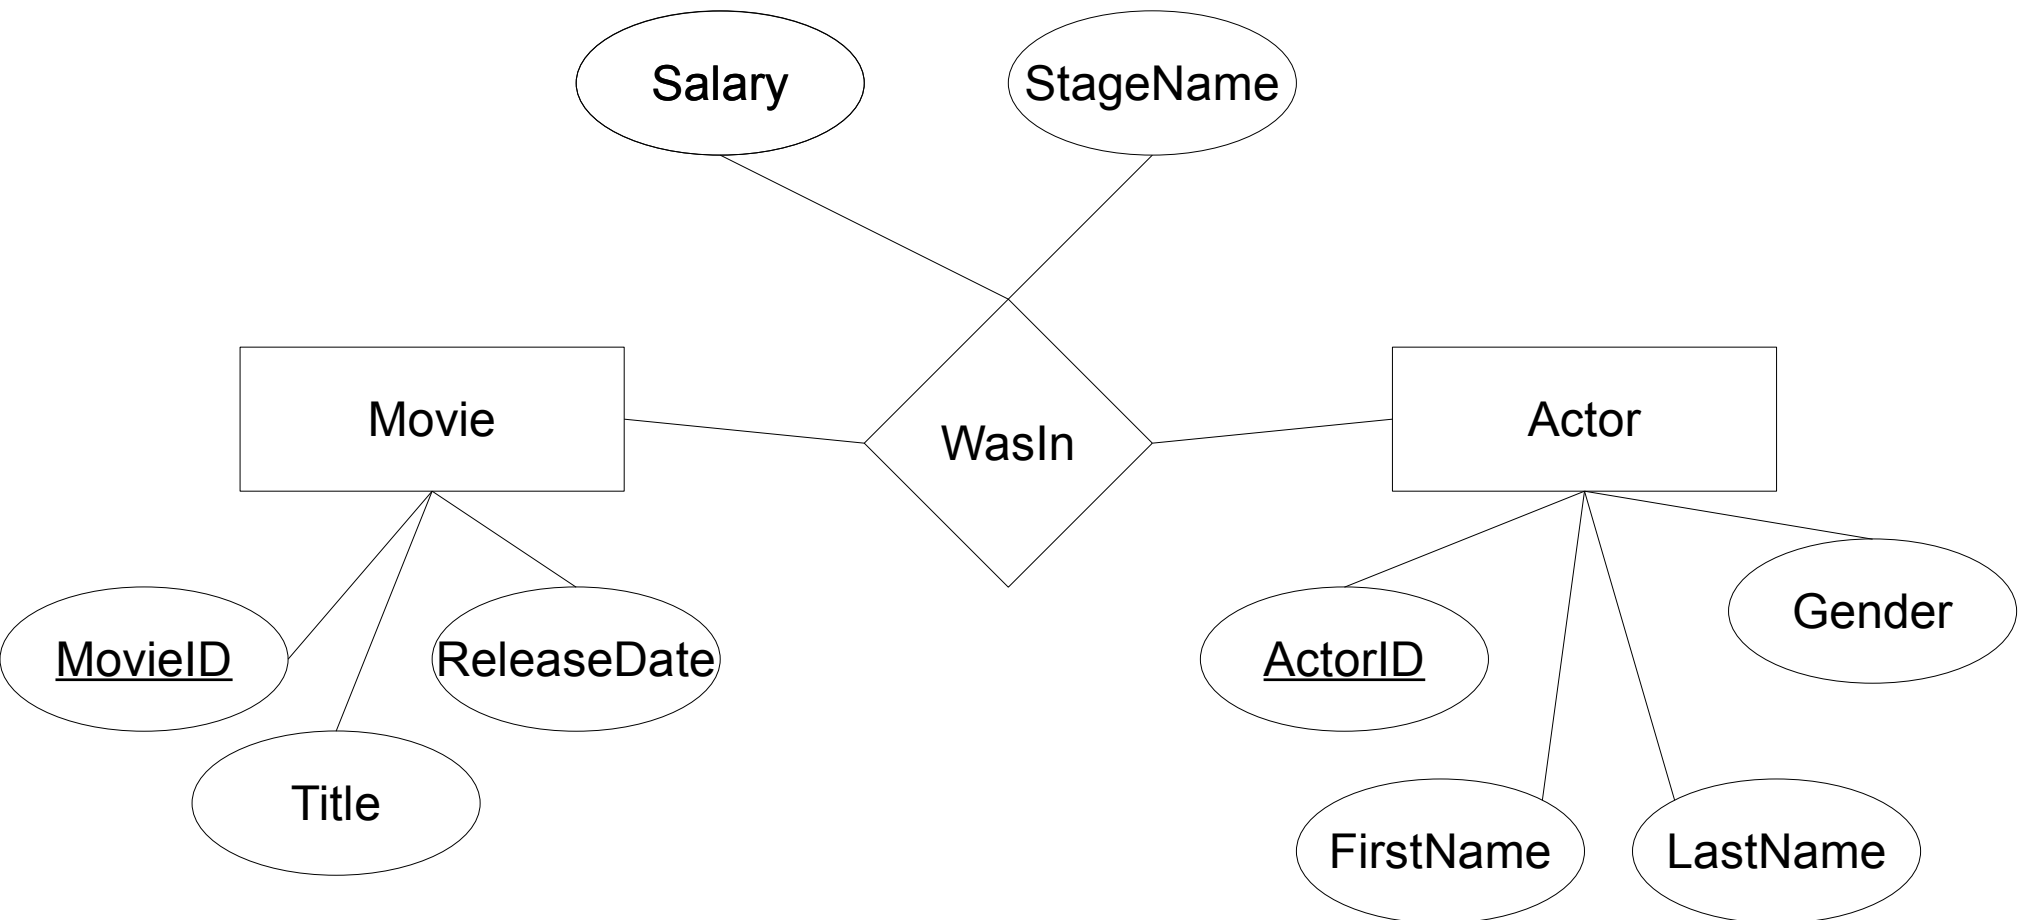 Salary
StageName
Movie
WasIn
Actor
MovieID
ReleaseDate
ActorID
Gender
Title
FirstName
LastName